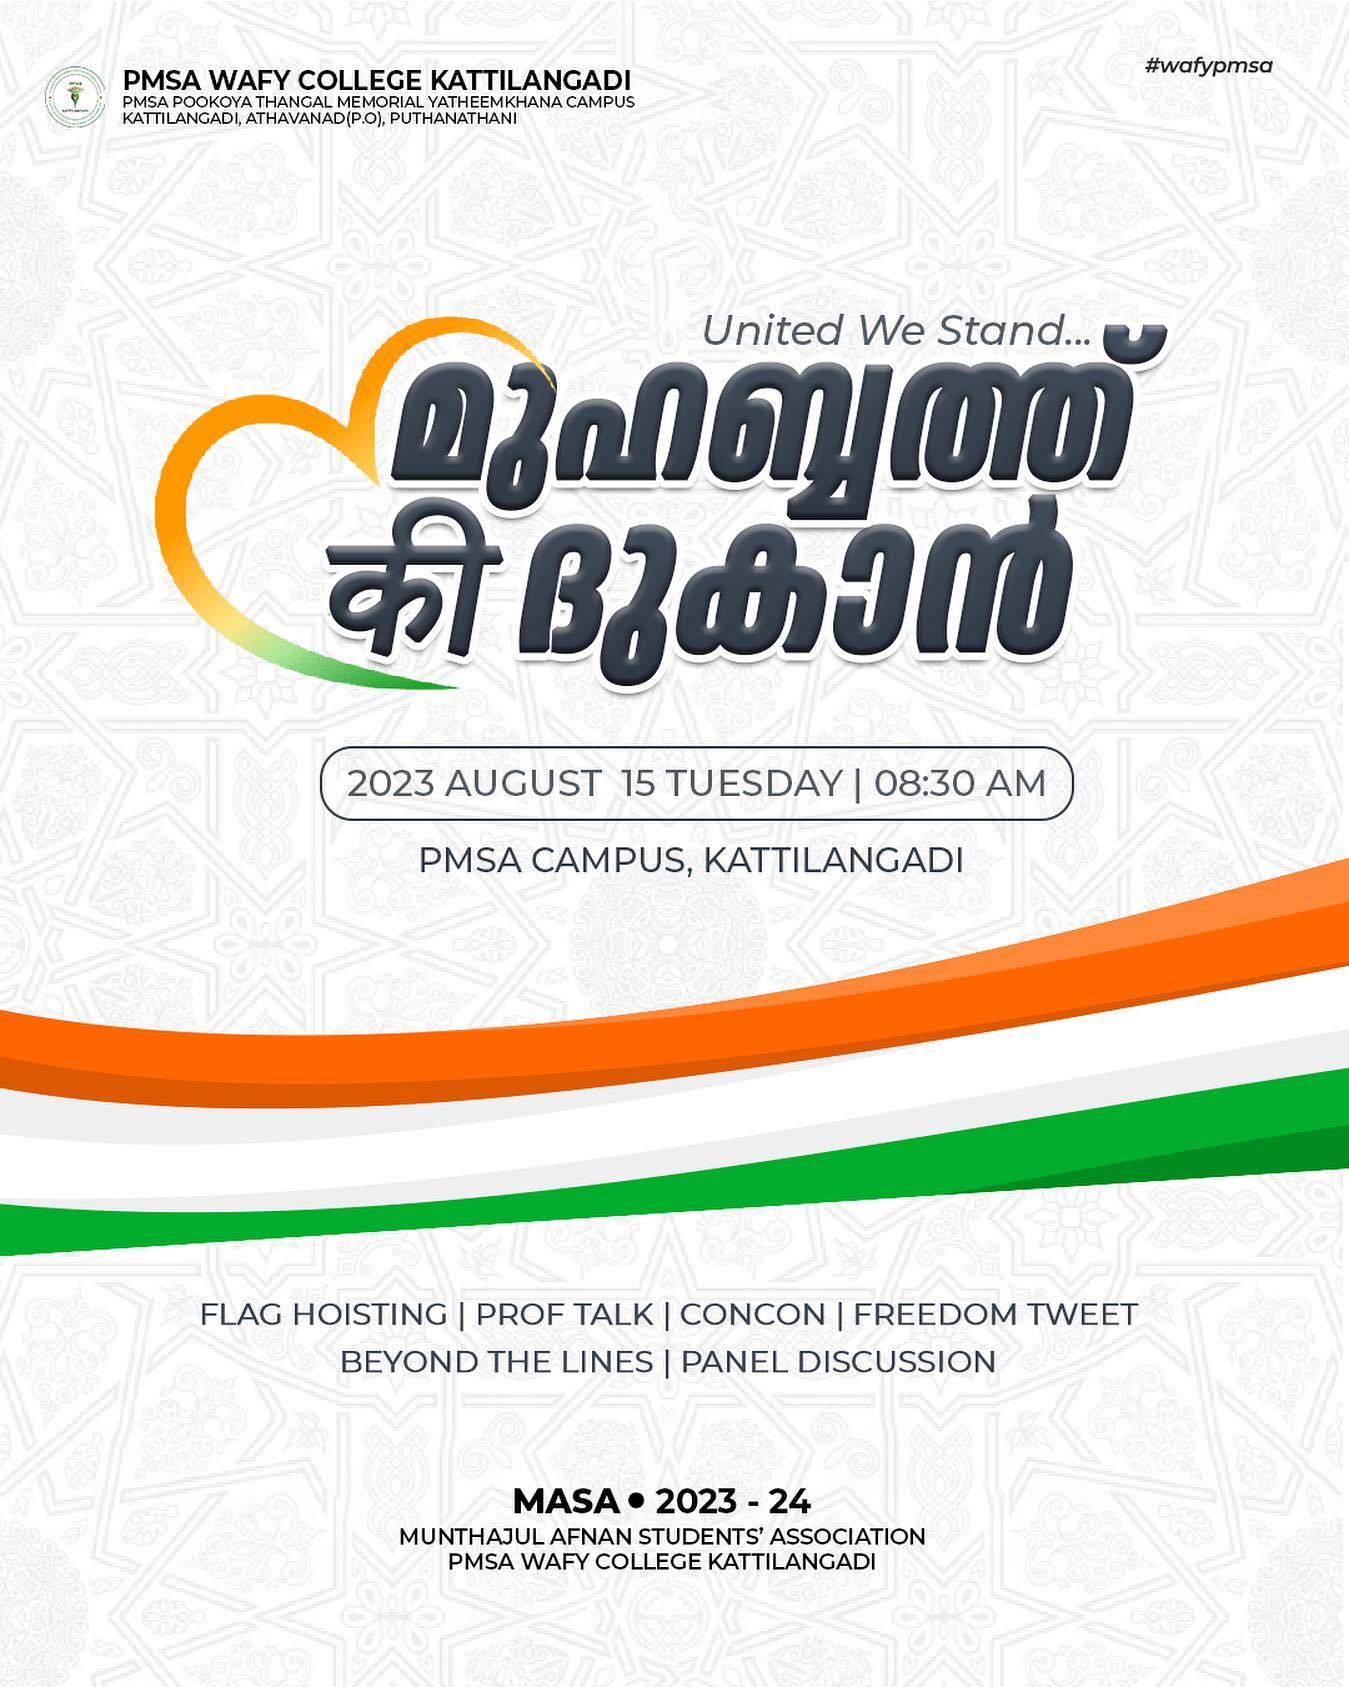 PMSA WAFY COLLEGE KATTILANGADI
PMSA POOKOYA THANGAL MEMORIAL YATHEEMKHANA CAMPUS
KATTILANGADI, ATHAVANAD(P.O), PUTHANATHANI
#wafypmsa
United We Stand...
മുഹബ്ബത്ത്
की ദുകാൻ
2023 AUGUST 15 TUESDAY | 08:30 AM
PMSA CAMPUS, KATTILANGADI
FLAG HOISTING | PROF TALK | CONCON | FREEDOM TWEET
BEYOND THE LINES | PANEL DISCUSSION
MASA • 2023 - 24
MUNTHAJUL AFNAN STUDENTS’ ASSOCIATION
PMSA WAFY COLLEGE KATTILANGADI